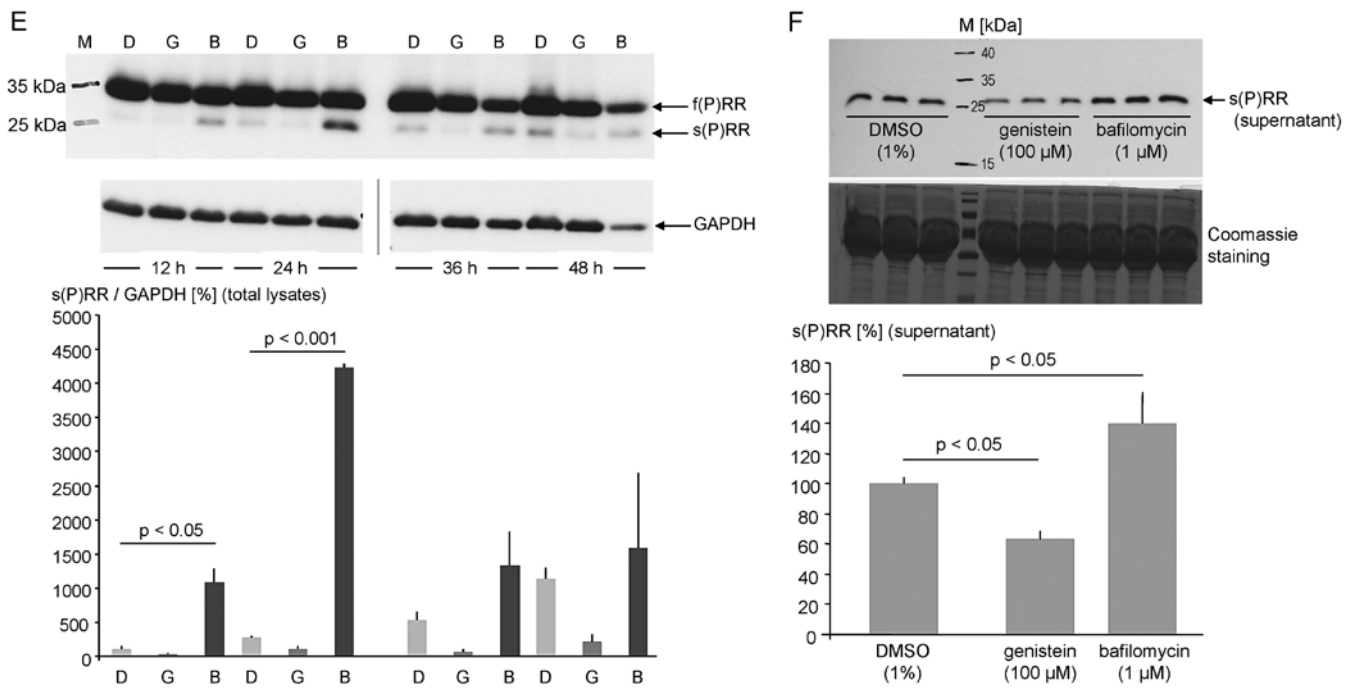 E
M D G B D G B D G B D G B
35 kDa
25 kDa
f(P)RR
s(P)RR
GAPDH
12 h 24 h 36 h 48 h
s(P)RR / GAPDH [%] (total lysates)
5000
4500
4000
3500
3000
2500
2000
1500
1000
500
0
p < 0.05
p < 0.001
D G B D G B D G B D G B
F
M [kDa]
40
35
25
15
s(P)RR
(supernatant)
DMSO
(1%)
genistein
(100 µM)
bafilomycin
(1 µM)
Coomassie
staining
s(P)RR [%] (supernatant)
180
160
140
120
100
80
60
40
20
0
p < 0.05
p < 0.05
DMSO
(1%)
genistein
(100 µM)
bafilomycin
(1 µM)